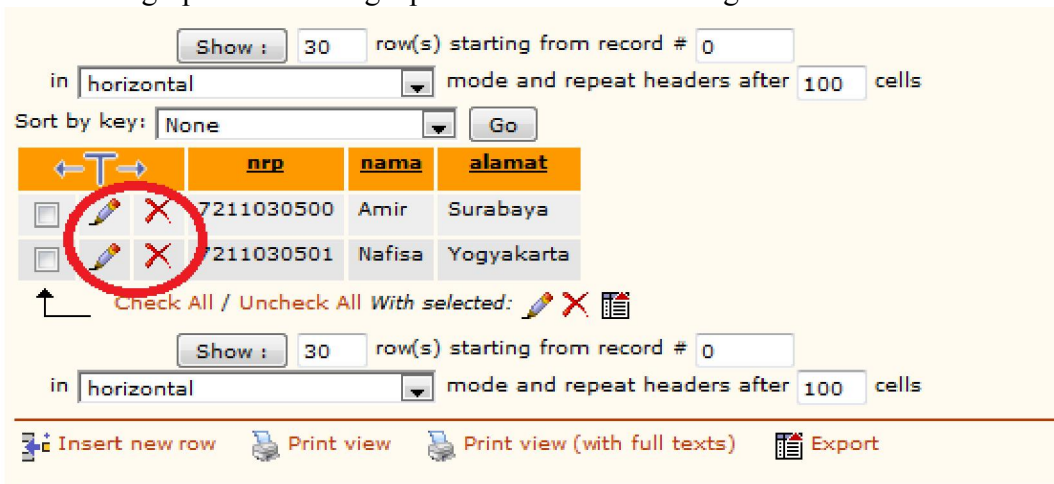 Show : 30 row(s) starting from record # 0
in horizontal mode and repeat headers after 100 cells
Sort by key: None Go
←T→ nrp nama alamat
7211030500 Amir Surabaya
7211030501 Nafisa Yogyakarta
Check All / Uncheck All With selected:
Show : 30 row(s) starting from record # 0
in horizontal mode and repeat headers after 100 cells
Insert new row Print view Print view (with full texts) Export